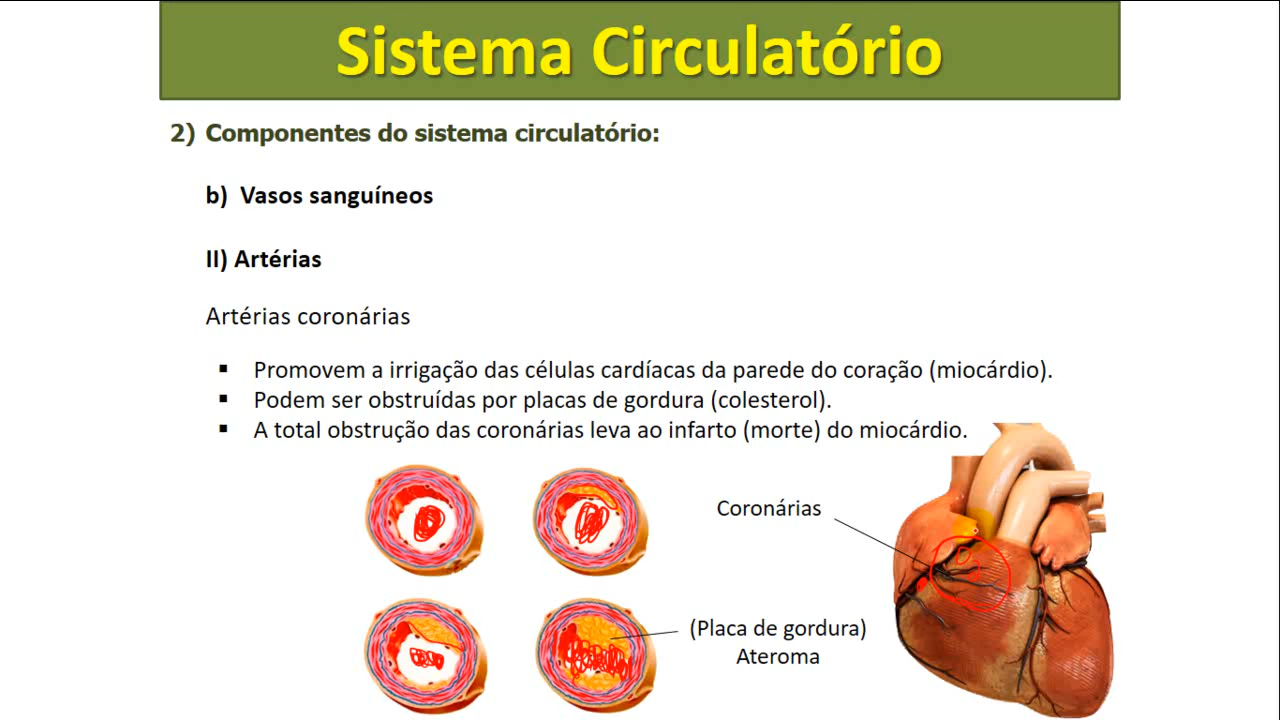 Sistema Circulatório
2) Componentes do sistema circulatório:
b) Vasos sanguíneos
II) Artérias
Artérias coronárias
▪ Promovem a irrigação das células cardíacas da parede do coração (miocárdio).
▪ Podem ser obstruídas por placas de gordura (colesterol).
▪ A total obstrução das coronárias leva ao infarto (morte) do miocárdio.
Coronárias
(Placa de gordura)
Ateroma